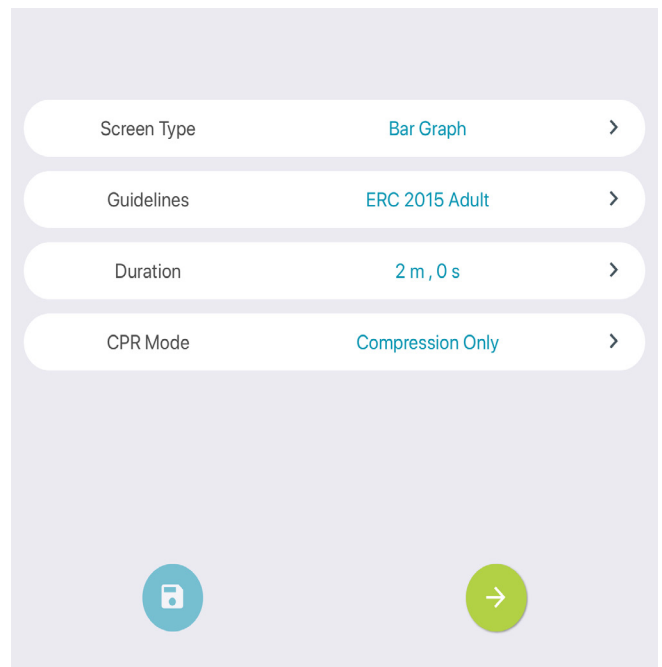 Screen Type Bar Graph
Guidelines ERC 2015 Adult
Duration 2 m , 0 s
CPR Mode Compression Only